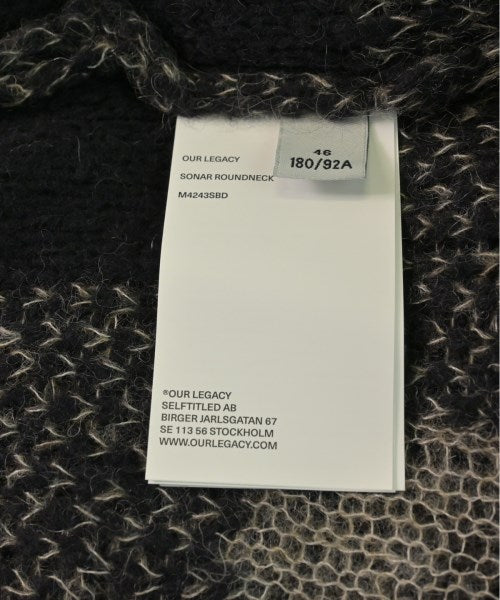 46
180/92A
OUR LEGACY
SONAR ROUNDNECK
M4243SBD
®OUR LEGACY
SELFTITLED AB
BIRGER JARLSGATAN 67
SE 113 56 STOCKHOLM
WWW.OURLEGACY.COM